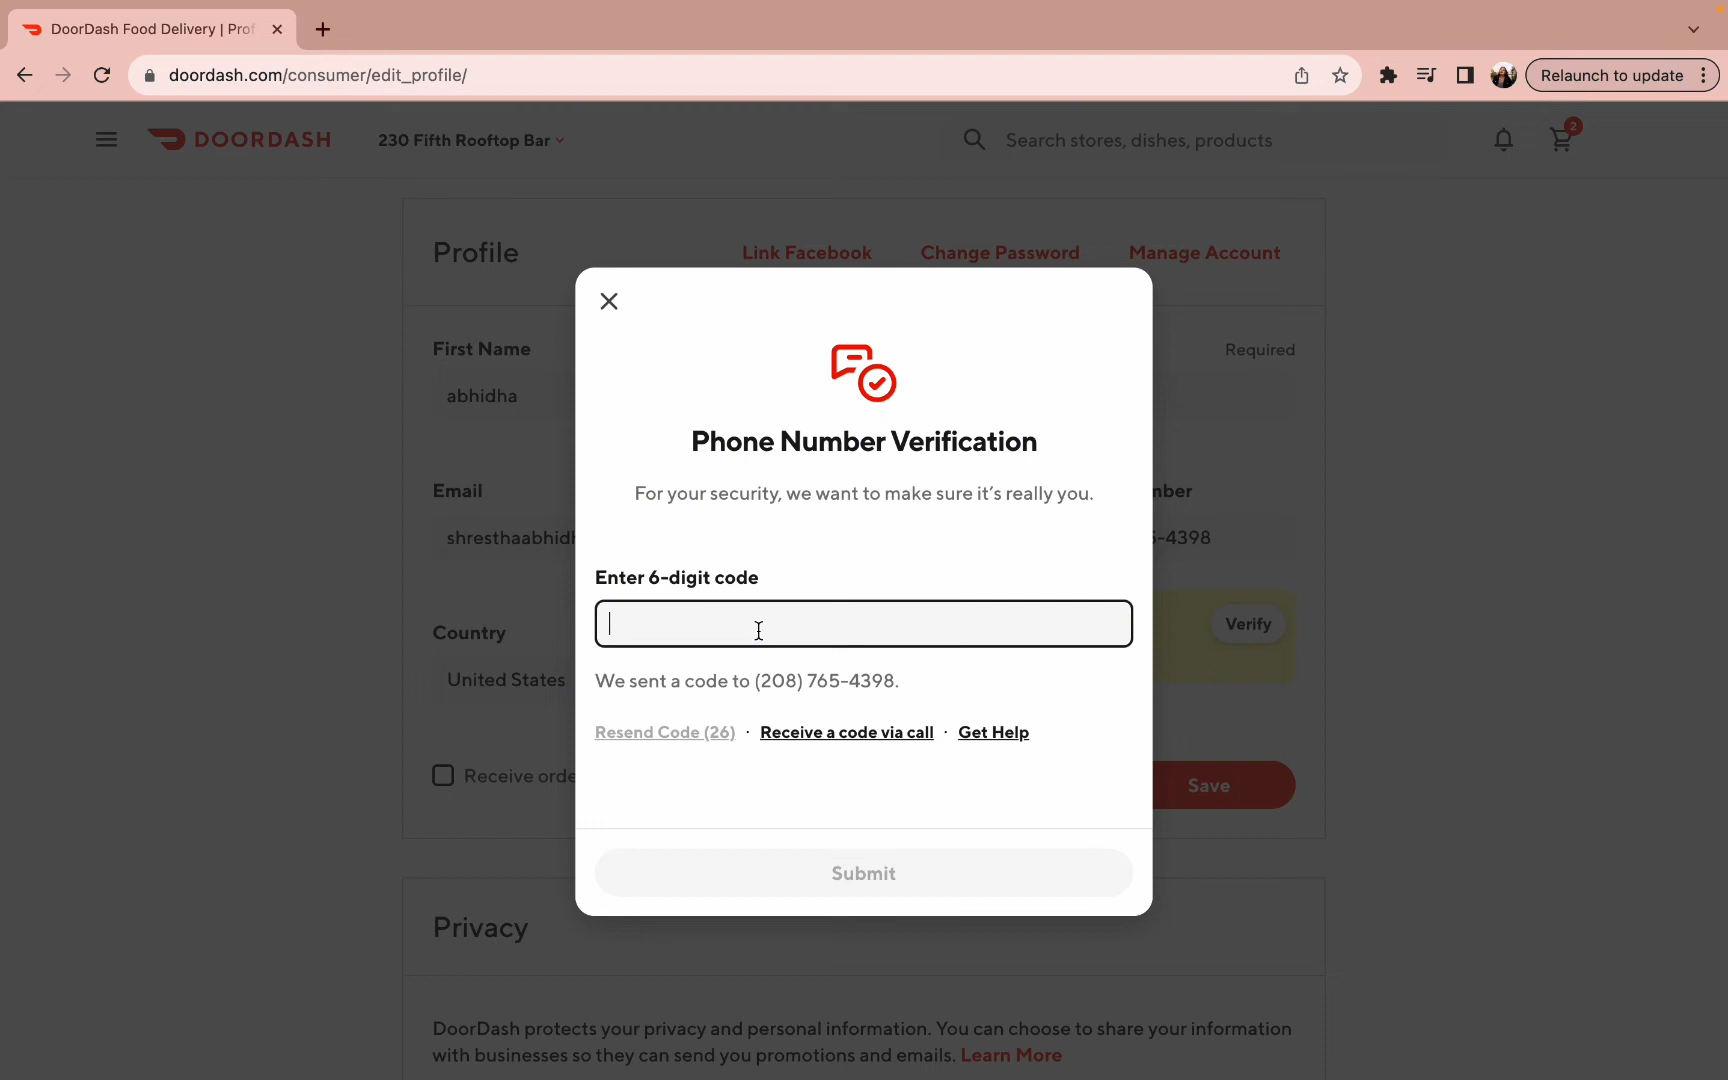 DoorDash Food Delivery | Prof
doordash.com/consumer/edit_profile/
Relaunch to update
DOORDASH
230 Fifth Rooftop Bar
Search stores, dishes, products
2
Profile
Link Facebook
Change Password
Manage Account
First Name
Required
abhidha
Phone Number Verification
For your security, we want to make sure it's really you.
Email
mber
shresthaabhidh
-4398
Enter 6-digit code
Country
Verify
United States
We sent a code to (208) 765-4398.
Resend Code (26) · Receive a code via call · Get Help
Receive orde
Save
Submit
Privacy
DoorDash protects your privacy and personal information. You can choose to share your information
with businesses so they can send you promotions and emails. Learn More